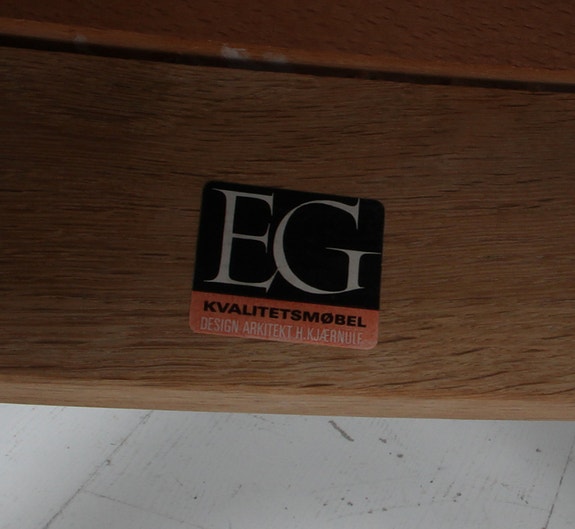 EG
KVALITETSMØBEL
DESIGN ARKITEKT H. KJÆRNULF